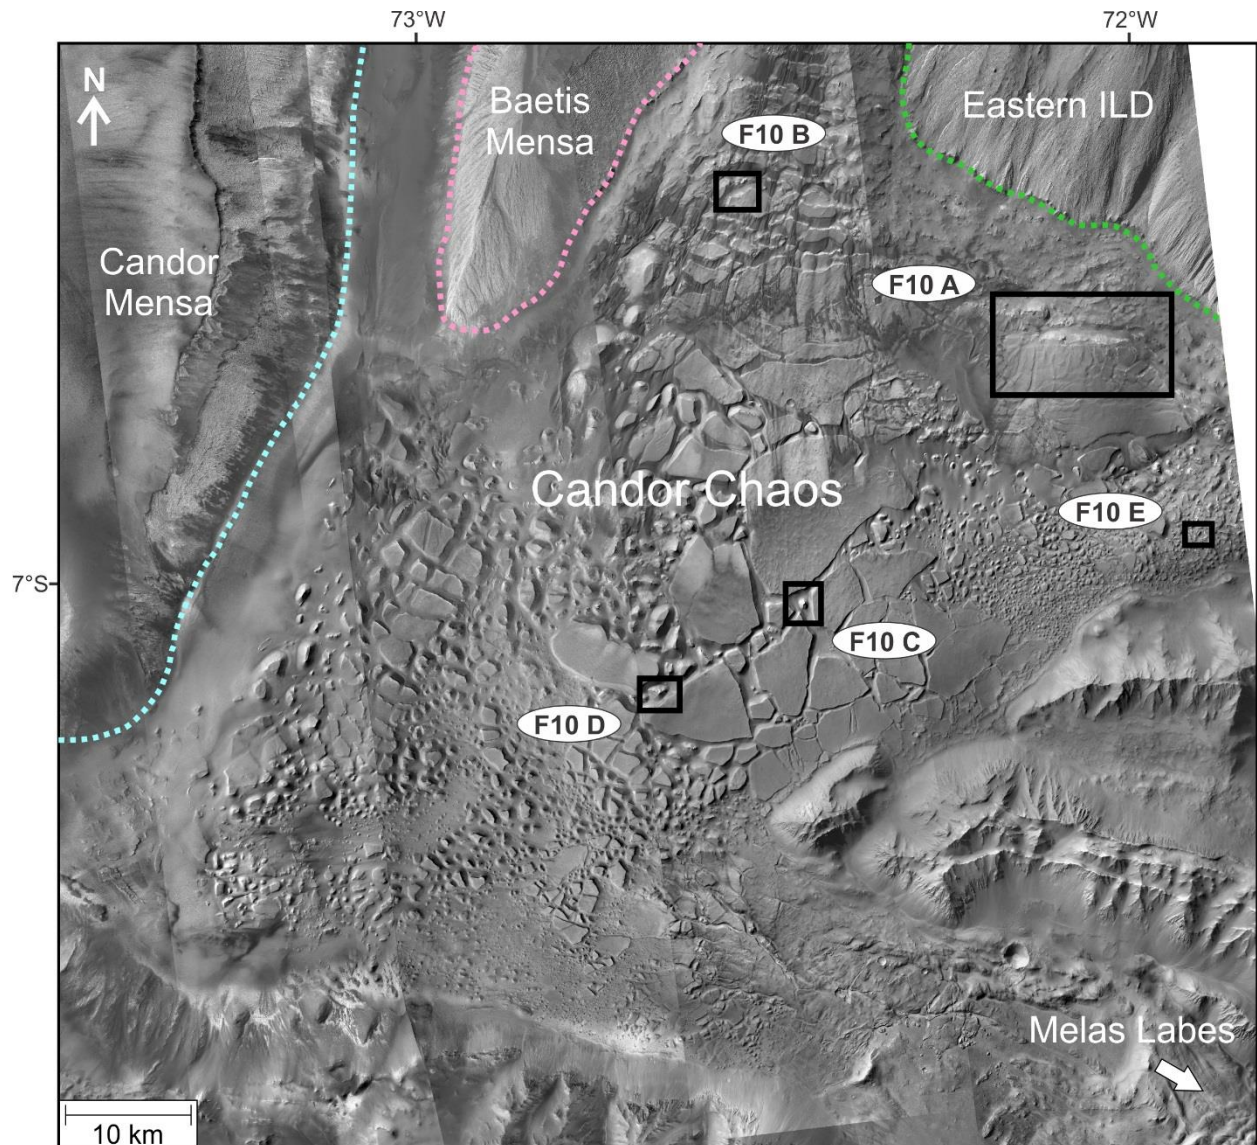 73°W
72°W
N
Baetis
Mensa
Eastern ILD
F10 B
Candor
Mensa
F10 A
Candor Chaos
F10 E
7°S
F10 C
F10 D
Melas Labes
10 km